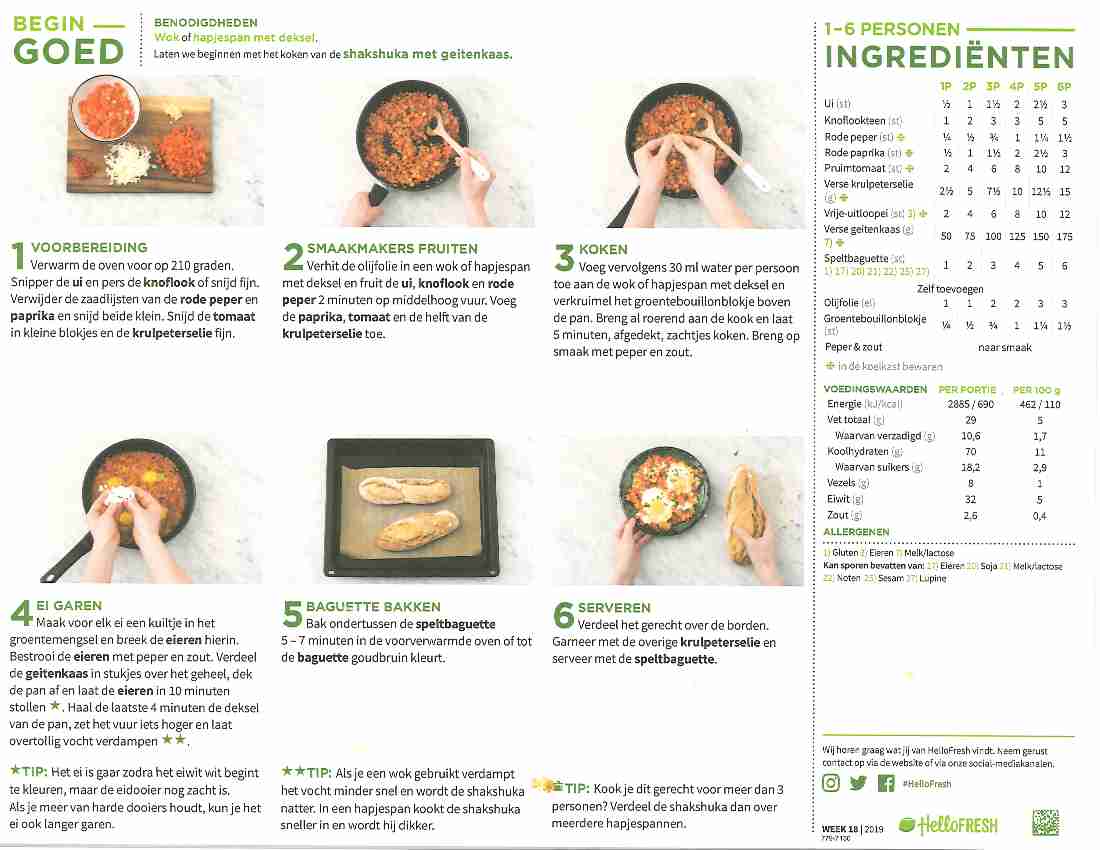 BEGIN
GOED
BENODIGDHEDEN
Wok of hapjespan met deksel.
Laten we beginnen met het koken van de shakshuka met geitenkaas.
1 VOORBEREIDING
Verwarm de oven voor op 210 graden.
Snipper de ui en pers de knoflook of snijd fijn.
Verwijder de zaadlijsten van de rode peper en
paprika en snijd beide klein. Snijd de tomaat
in kleine blokjes en de krulpeterselie fijn.
2 SMAAKMAKERS FRUITEN
Verhit de olijfolie in een wok of hapjespan
met deksel en fruit de ui, knoflook en rode
peper 2 minuten op middelhoog vuur. Voeg
de paprika, tomaat en de helft van de
krulpeterselie toe.
3 KOKEN
Voeg vervolgens 30 ml water per persoon
toe aan de wok of hapjespan met deksel en
verkruimel het groentebouillonblokje boven
de pan. Breng al roerend aan de kook en laat
5 minuten, afgedekt, zachtjes koken. Breng op
smaak met peper en zout.
4 EI GAREN
Maak voor elk ei een kuiltje in het
groentemengsel en breek de eieren hierin.
Bestrooi de eieren met peper en zout. Verdeel
de geitenkaas in stukjes over het geheel, dek
de pan af en laat de eieren in 10 minuten
stollen ★. Haal de laatste 4 minuten de deksel
van de pan, zet het vuur iets hoger en laat
overtollig vocht verdampen ★★.
5 BAGUETTE BAKKEN
Bak ondertussen de speltbaguette
5 – 7 minuten in de voorverwarmde oven of tot
de baguette goudbruin kleurt.
6 SERVEREN
Verdeel het gerecht over de borden.
Garneer met de overige krulpeterselie en
serveer met de speltbaguette.
★TIP: Het ei is gaar zodra het eiwit wit begint
te kleuren, maar de eidooier nog zacht is.
Als je meer van harde dooiers houdt, kun je het
ei ook langer garen.
★★TIP: Als je een wok gebruikt verdampt
het vocht minder snel en wordt de shakshuka
natter. In een hapjespan kookt de shakshuka
sneller in en wordt hij dikker.
TIP: Kook je dit gerecht voor meer dan 3
personen? Verdeel de shakshuka dan over
meerdere hapjespannen.
1-6 PERSONEN
INGREDIËNTEN
1P 2P 3P 4P 5P 6P
Ui (st) ½ 1 1½ 2 2½ 3
Knoflookteen (st) 1 2 3 3 5 5
Rode peper (st) ¼ ½ ¾ 1 1¼ 1½
Rode paprika (st) ½ 1 1½ 2 2½ 3
Pruimtomaat (st) 2 4 6 8 10 12
Verse krulpeterselie
(g) 2½ 5 7½ 10 12½ 15
Vrije-uitloopei (st) 3) 2 4 6 8 10 12
Verse geitenkaas (g)
7) 50 75 100 125 150 175
Speltbaguette (st)
1) 17) 20) 21) 22) 25) 27) 1 2 3 4 5 6
Zelf toevoegen
Olijfolie (el) 1 1 2 2 3 3
Groentebouillonblokje
(st) ¼ ½ ¾ 1 1¼ 1½
Peper & zout naar smaak
in de koelkast bewaren
VOEDINGSWAARDEN PER PORTIE PER 100 g
Energie (kJ/kcal) 2885 / 690 462 / 110
Vet totaal (g) 29 5
Waarvan verzadigd (g) 10,6 1,7
Koolhydraten (g) 70 11
Waarvan suikers (g) 18,2 2,9
Vezels (g) 8 1
Eiwit (g) 32 5
Zout (g) 2,6 0,4
ALLERGENEN
1) Gluten 3) Eieren 7) Melk/lactose
Kan sporen bevatten van: 17) Eieren 20) Soja 21) Melk/lactose
22) Noten 25) Sesam 27) Lupine
Wij horen graag wat jij van HelloFresh vindt. Neem gerust
contact op via de website of via onze social-mediakanalen.
#HelloFresh
WEEK 18 | 2019
HelloFRESH